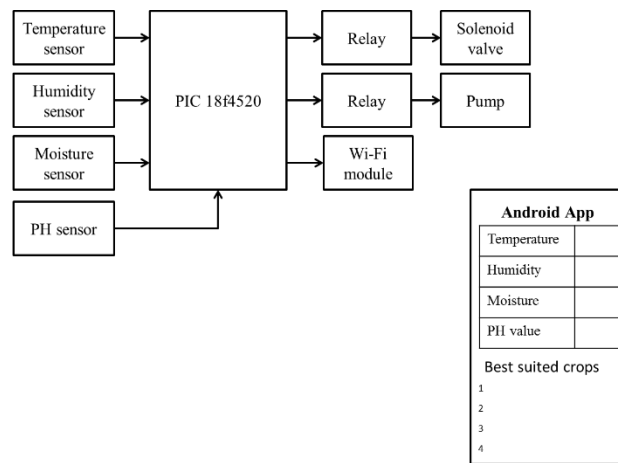 Temperature
sensor
Humidity
sensor
Moisture
sensor
PH sensor
PIC 18f4520
Relay
Solenoid
valve
Relay
Pump
Wi-Fi
module
Android App
Temperature
Humidity
Moisture
PH value
Best suited crops
1
2
3
4